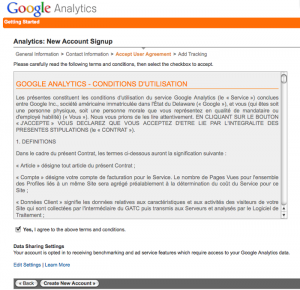 Google Analytics
Getting Started
Analytics: New Account Signup
General Information > Contact Information > Accept User Agreement > Add Tracking
Please carefully read the following terms and conditions, then select the checkbox to accept.
GOOGLE ANALYTICS - CONDITIONS D'UTILISATION
Les présentes constituent les conditions d'utilisation du service Google Analytics (le « Service ») conclues
entre Google Inc., société américaine immatriculée dans l'État du Delaware (« Google »), et vous (qui êtes soit
une personne physique, soit une personne morale que vous représentez en qualité de mandataire ou
d'employé habilité) (« Vous »). Nous vous prions de les lire attentivement. EN CLIQUANT SUR LE BOUTON
« J'ACCEPTE » VOUS DECLAREZ QUE VOUS ACCEPTEZ D'ETRE LIE PAR L'INTEGRALITE DES
PRESENTES STIPULATIONS (le « CONTRAT »).
1. DEFINITIONS
Dans le cadre du présent Contrat, les termes ci-dessous auront la signification suivante :
« Article » désigne tout article du présent Contrat ;
« Compte » désigne votre compte de facturation pour le Service. Le nombre de Pages Vues pour l'ensemble
des Profiles liés à un même Site sera agrégé préalablement à la détermination du coût du Service pour ce
Site ;
« Données Client » signifie les données relatives aux caractéristiques et aux activités des visiteurs de votre
Site qui sont collectées par l'intermédiaire du GATC puis transmis aux Serveurs et analysées par le Logiciel de
Traitement ;
Yes, I agree to the above terms and conditions.
Data Sharing Settings
Your account is opted in to receiving benchmarking and ad service features which require access to your Google Analytics data.
Edit Settings | Learn More
« Back Create New Account »